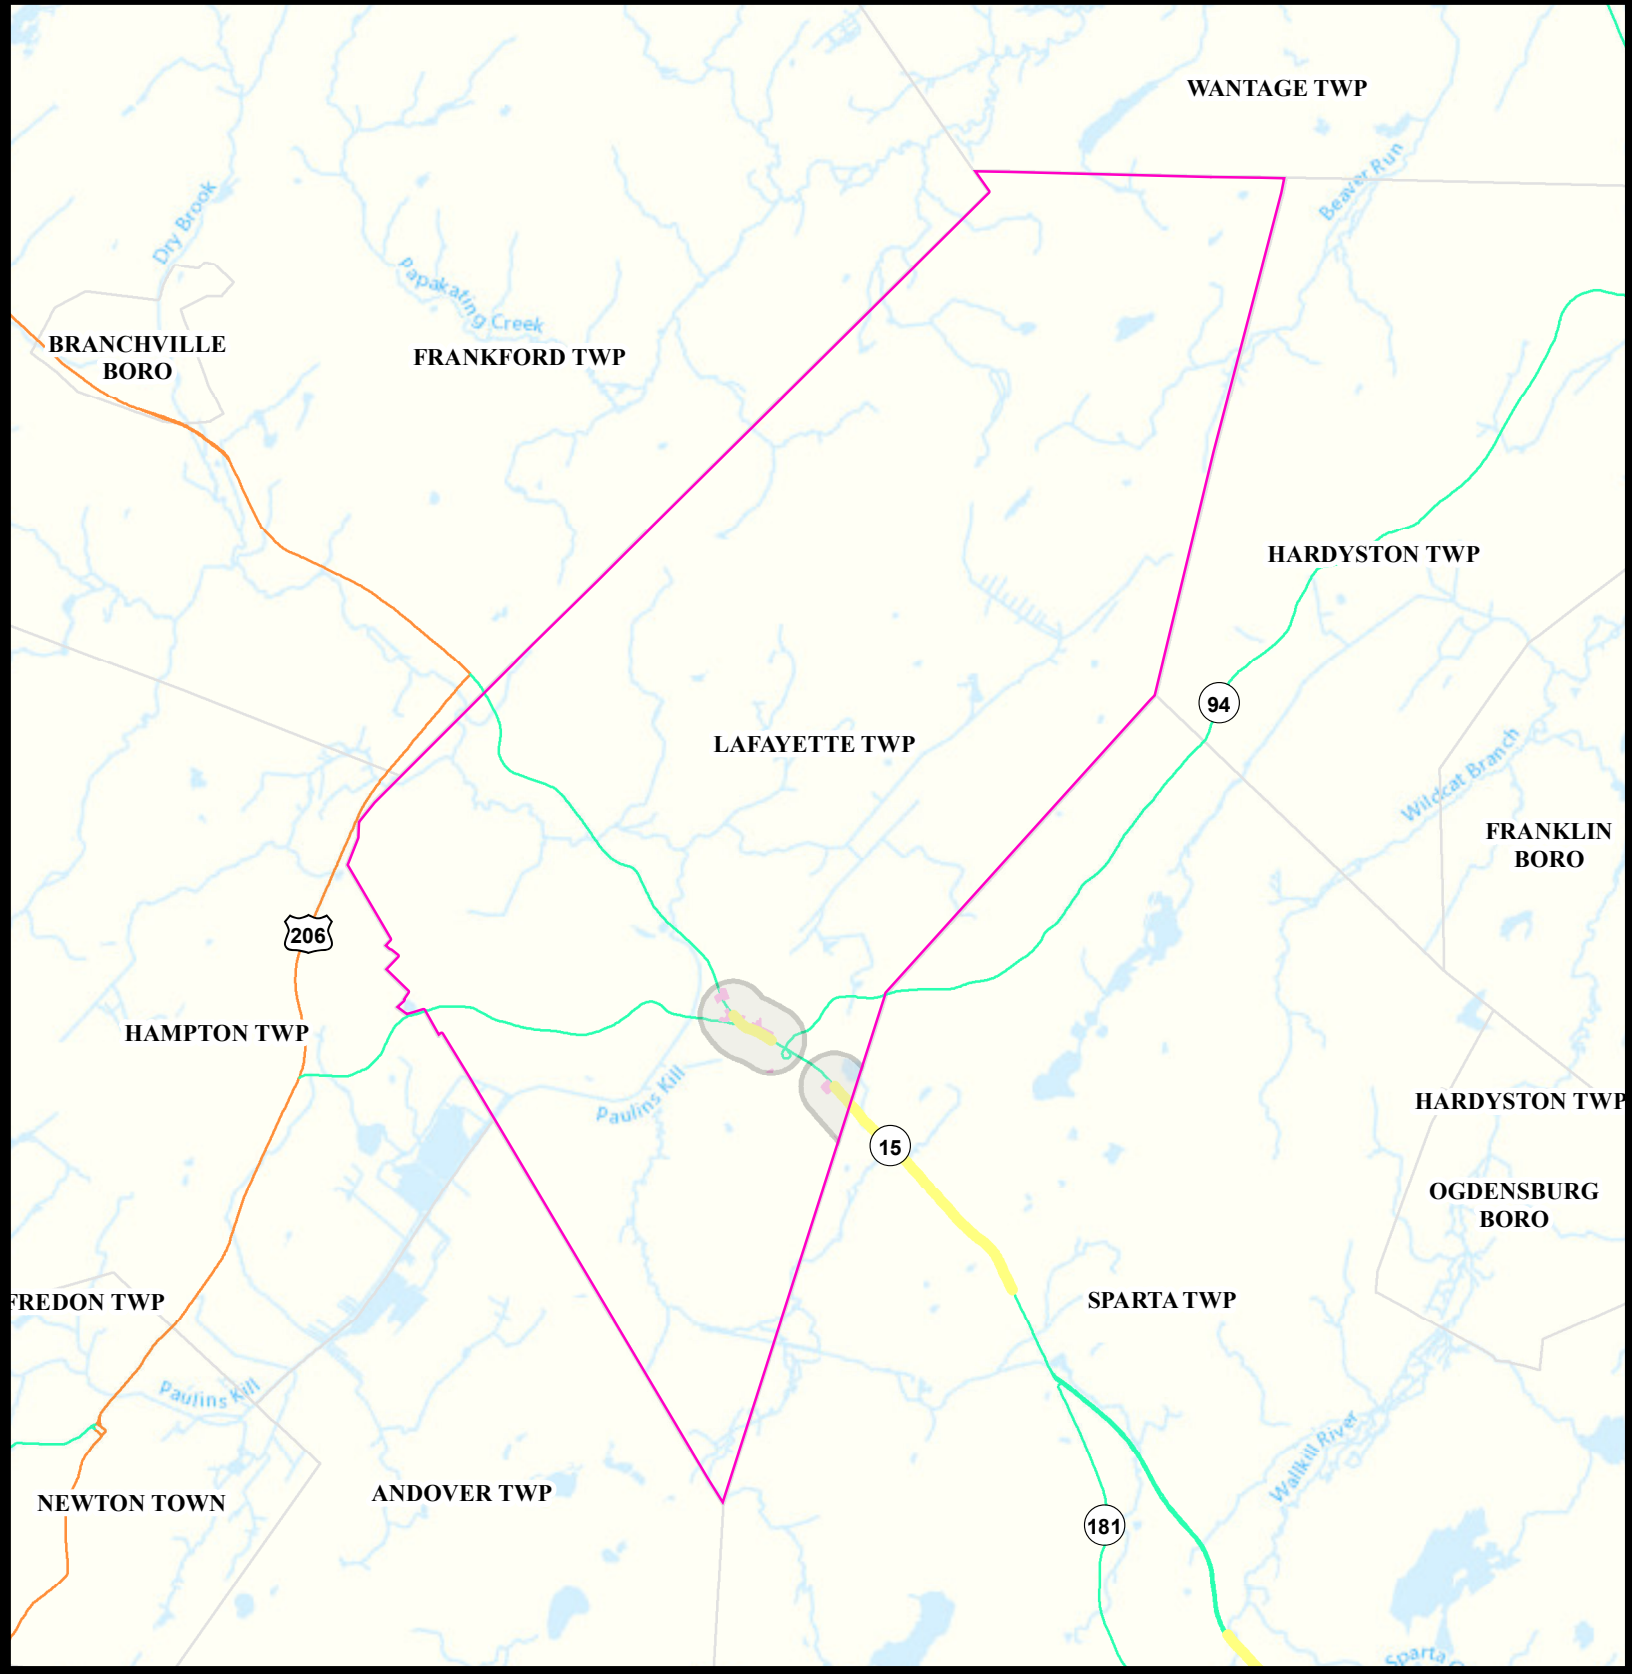 WANTAGE TWP
Beaver Run
Dry Brook
Papakating Creek
BRANCHVILLE
BORO
FRANKFORD TWP
HARDYSTON TWP
94
LAFAYETTE TWP
Wildcat Branch
FRANKLIN
BORO
206
HAMPTON TWP
Paulins Kill
HARDYSTON TWP
15
OGDENSBURG
BORO
FREDON TWP
SPARTA TWP
Paulins Kill
Wallkill River
NEWTON TOWN
ANDOVER TWP
181
Sparta